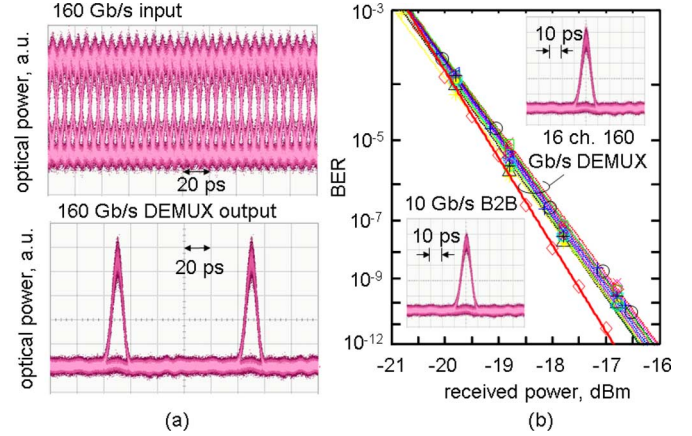 160 Gb/s input
optical power, a.u.
20 ps
160 Gb/s DEMUX output
optical power, a.u.
20 ps
(a)
BER
10-3
10-5
10-7
10-9
10-12
10 ps
16 ch. 160
Gb/s DEMUX
10 Gb/s B2B
10 ps
-21 -20 -19 -18 -17 -16
received power, dBm
(b)